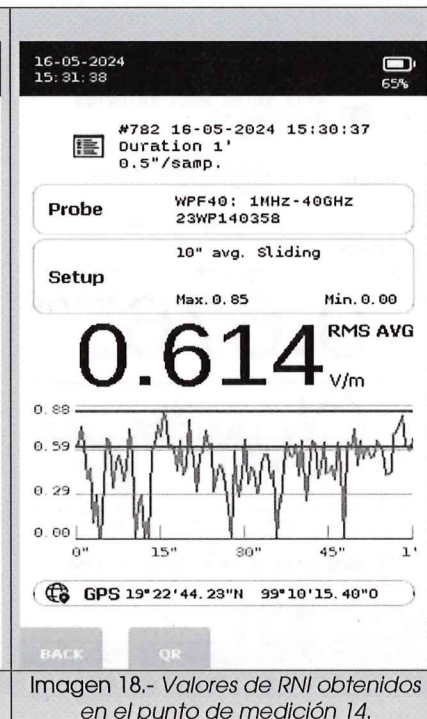 16-05-2024
15:31:38
65%
#782 16-05-2024 15:30:37
Duration 1'
0.5"/samp.
Probe
WPF40: 1MHz-40GHz
23WP140358
Setup
10" avg. Sliding
Max.0.85 Min.0.00
0.614 RMS AVG
V/m
0.88
0.59
0.29
0.00
0" 15" 30" 45" 1'
GPS 19°22'44.23"N 99°10'15.40"O
BACK QR
Imagen 18.- Valores de RNI obtenidos
en el punto de medición 14.